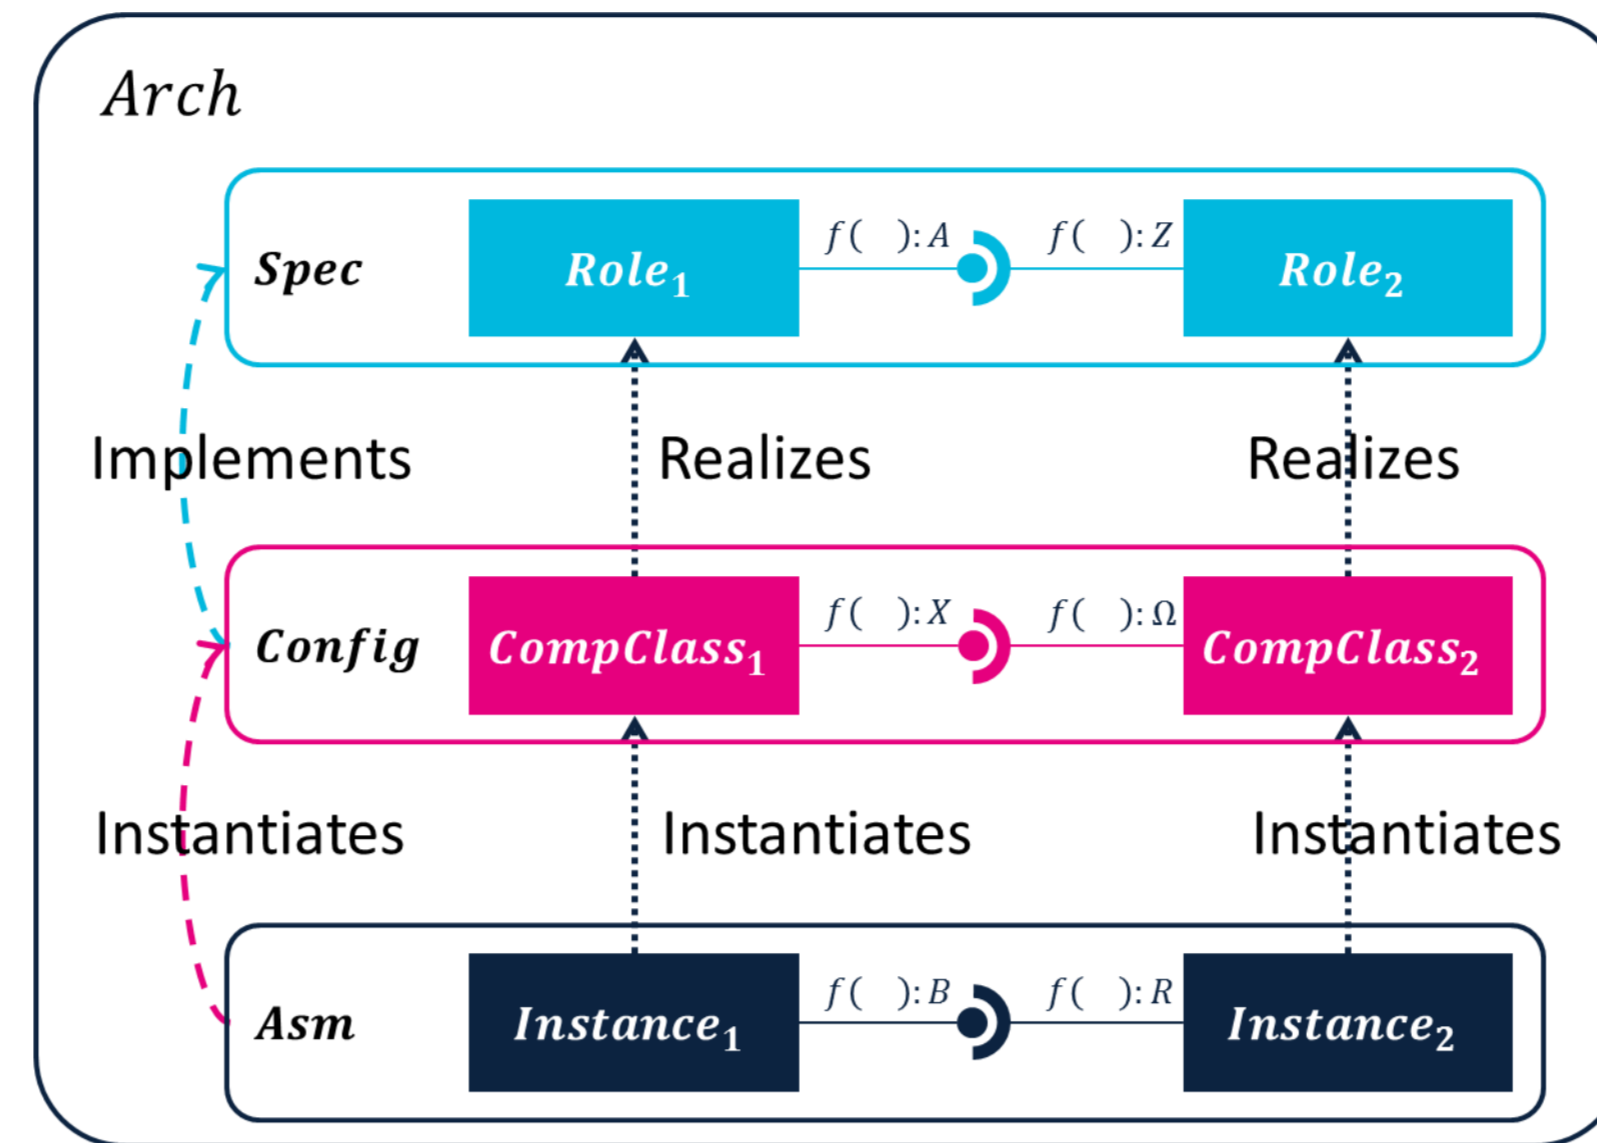 Arch
Spec Role₁ f( ):A f( ):Z Role₂
Implements Realizes Realizes
Config CompClass₁ f( ):X f( ):Ω CompClass₂
Instantiates Instantiates Instantiates
Asm Instance₁ f( ):B f( ):R Instance₂